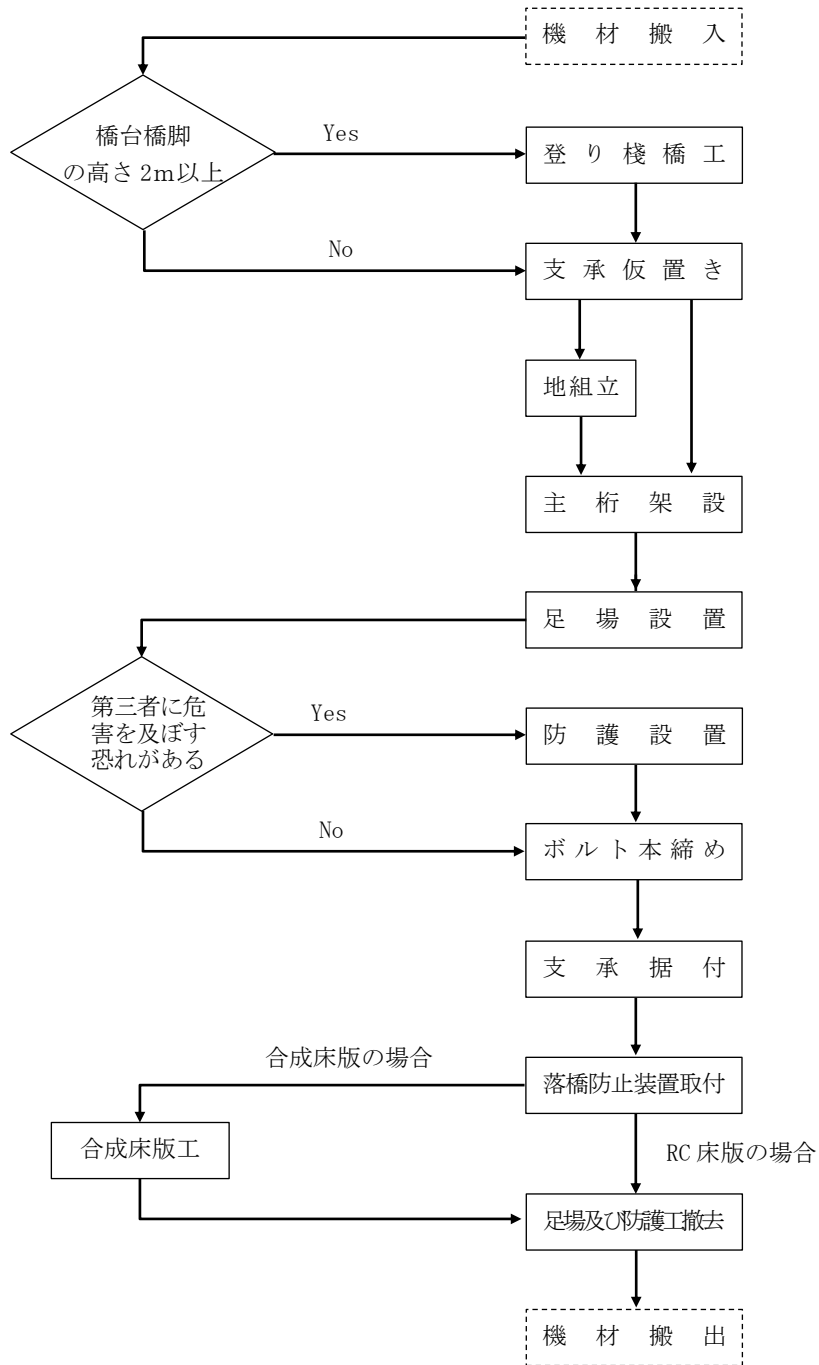 機材搬入
橋台橋脚
の高さ2m以上
Yes
登り棧橋工
No
支承仮置き
地組立
主桁架設
足場設置
第三者に危
害を及ぼす
恐れがある
Yes
防護設置
No
ボルト本締め
支承据付
合成床版の場合
落橋防止装置取付
合成床版工
RC床版の場合
足場及び防護工撤去
機材搬出